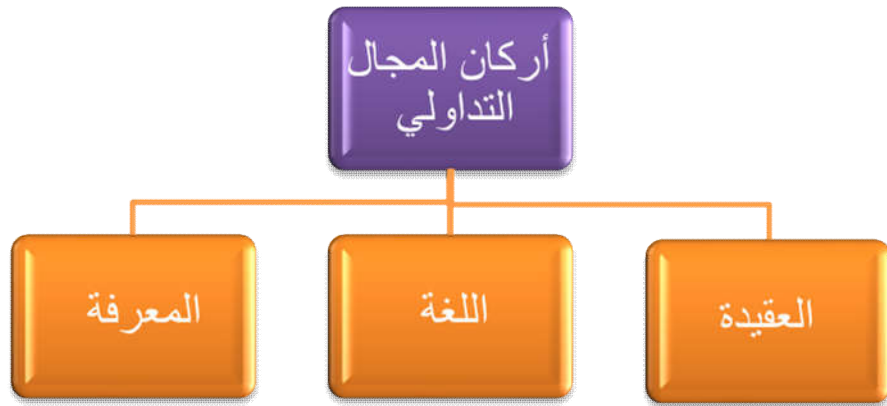 أركان المجال
التداولي
العقيدة
اللغة
المعرفة